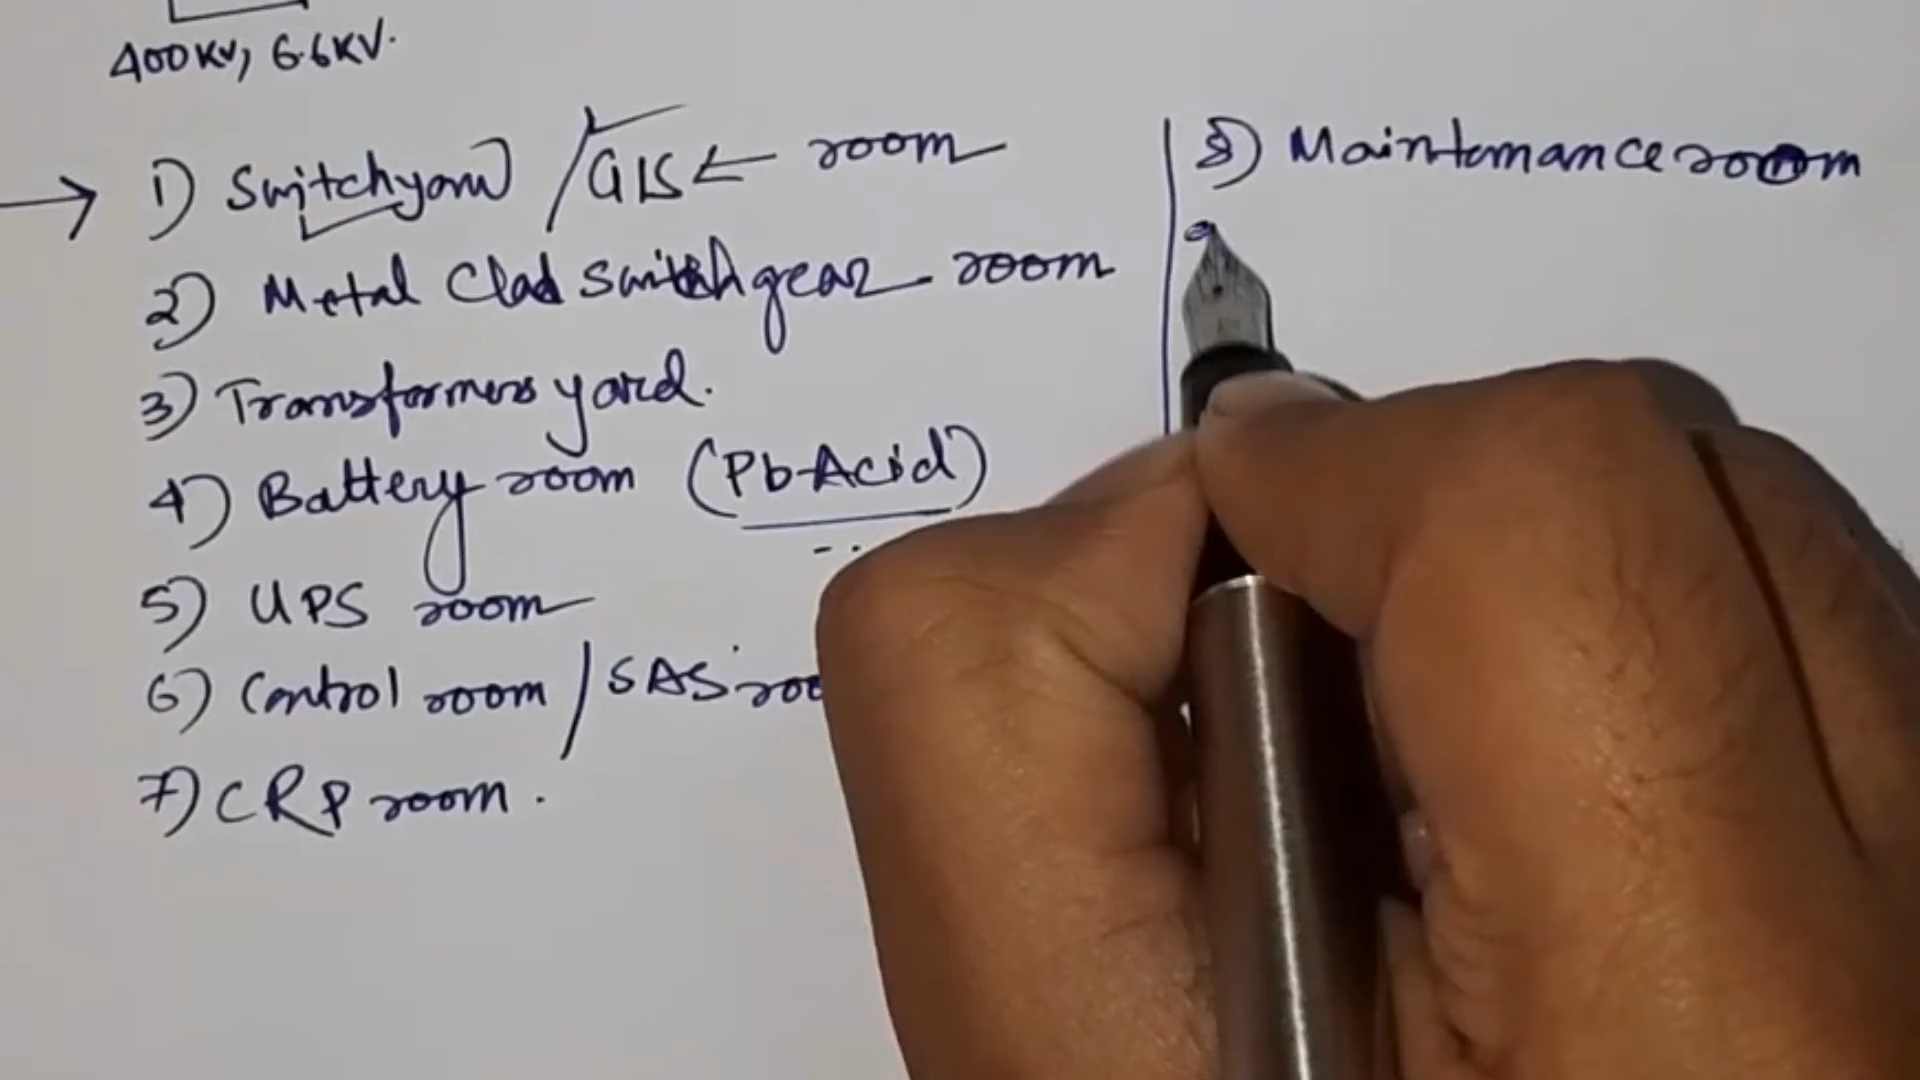 400KV, 6.6KV.
1) Switchyard / GIS ← room
2) Metal Clad Switchgear room
3) Transformers yard.
4) Battery room (Pb-Acid)
5) UPS room
6) Control room / SAS
7) CRP room.
8) Maintenance room